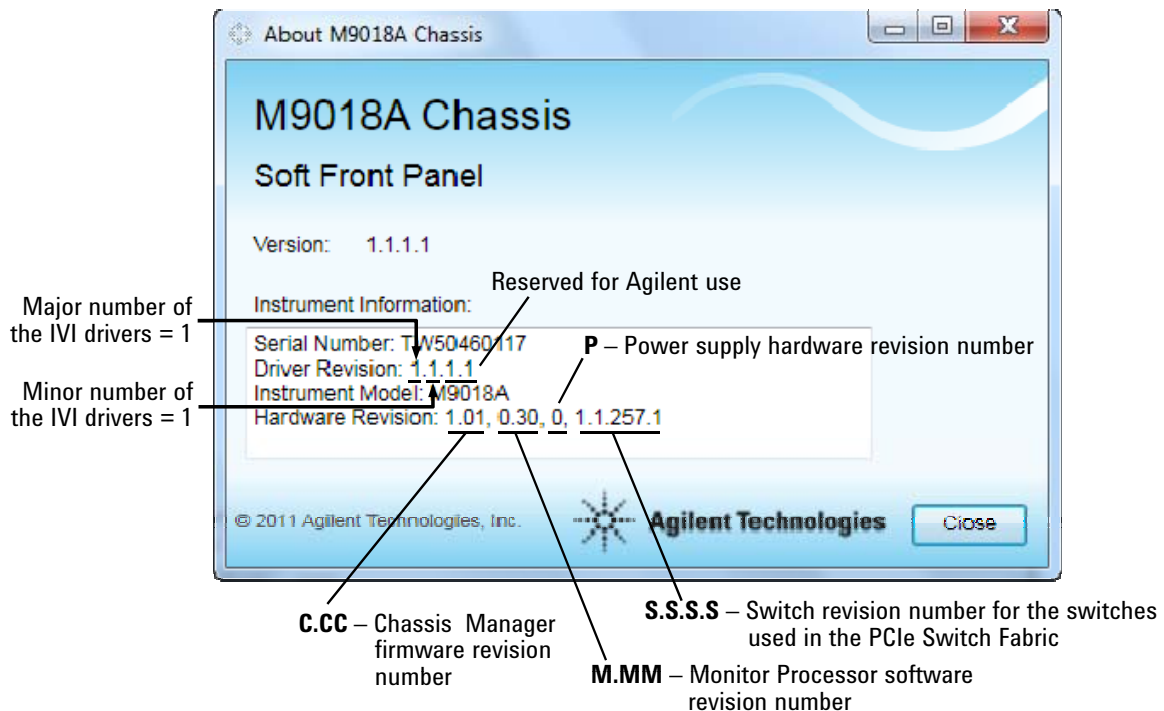 About M9018A Chassis
M9018A Chassis
Soft Front Panel
Version: 1.1.1.1
Reserved for Agilent use
Major number of
the IVI drivers = 1
Instrument Information:
Serial Number: TW50460117
P – Power supply hardware revision number
Driver Revision: 1.1.1.1
Minor number of
the IVI drivers = 1
Instrument Model: M9018A
Hardware Revision: 1.01, 0.30, 0, 1.1.257.1
© 2011 Agilent Technologies, Inc.
Agilent Technologies
Close
C.CC – Chassis Manager
firmware revision
number
S.S.S.S – Switch revision number for the switches
used in the PCIe Switch Fabric
M.MM – Monitor Processor software
revision number